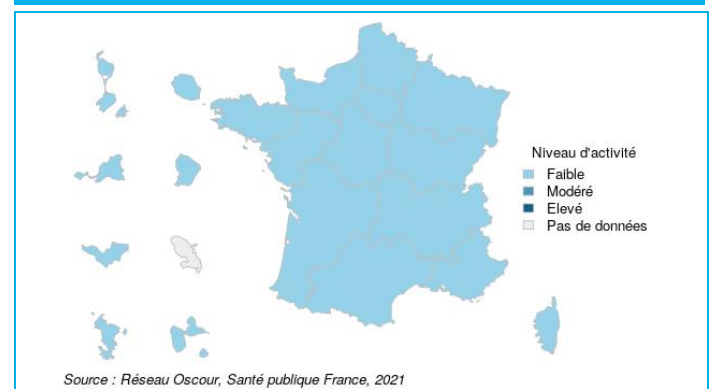 Niveau d'activité
Faible
Modéré
Elevé
Pas de données
Source : Réseau Oscour, Santé publique France, 2021